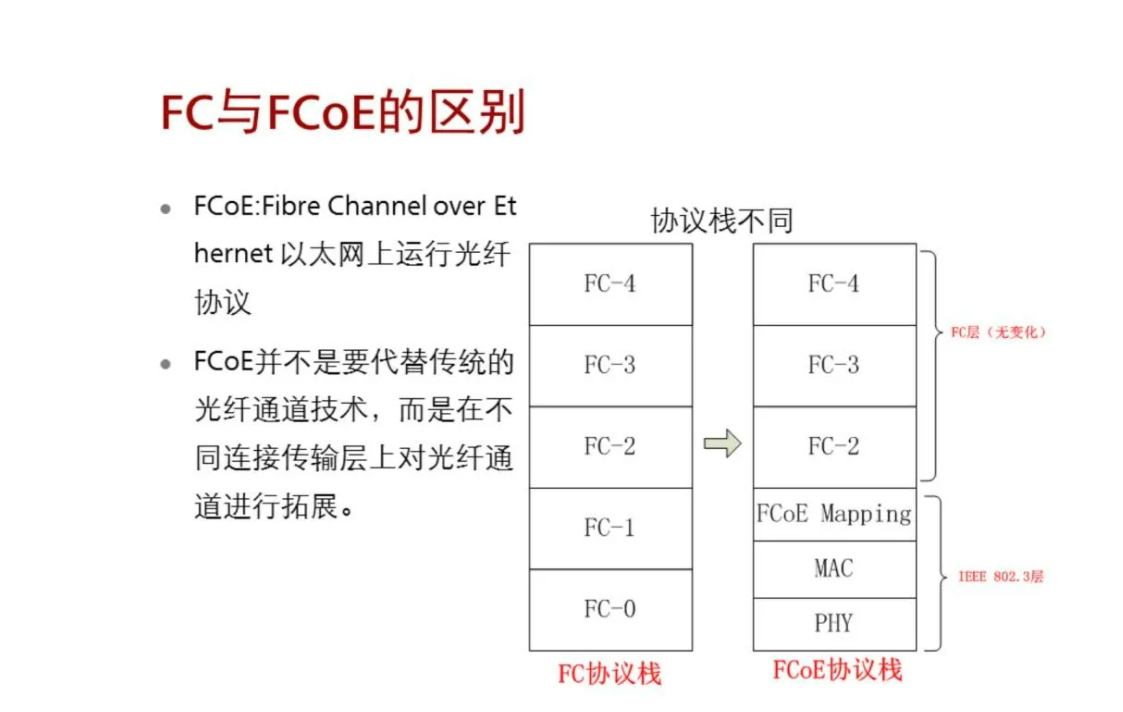 FC与FCoE的区别
FCoE:Fibre Channel over Et
hernet 以太网上运行光纤
协议
FCoE并不是要代替传统的
光纤通道技术，而是在不
同连接传输层上对光纤通
道进行拓展。
协议栈不同
FC-4
FC-3
FC-2
FC-1
FC-0
FC协议栈
FC-4
FC-3
FC-2
FCoE Mapping
MAC
PHY
FCoE协议栈
FC层（无变化）
IEEE 802.3层